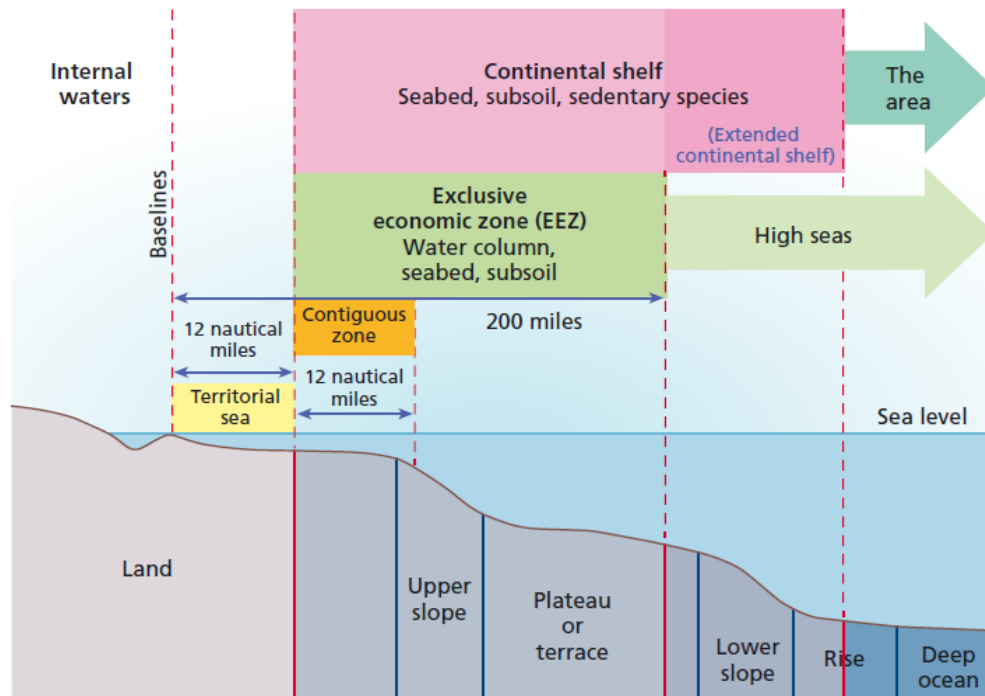 Internal
waters
Baselines
Continental shelf
Seabed, subsoil, sedentary species
(Extended
continental shelf)
The
area
Exclusive
economic zone (EEZ)
Water column,
seabed, subsoil
High seas
12 nautical
miles
Contiguous
zone
200 miles
12 nautical
miles
Territorial
sea
Sea level
Land
Upper
slope
Plateau
or
terrace
Lower
slope
Rise
Deep
ocean